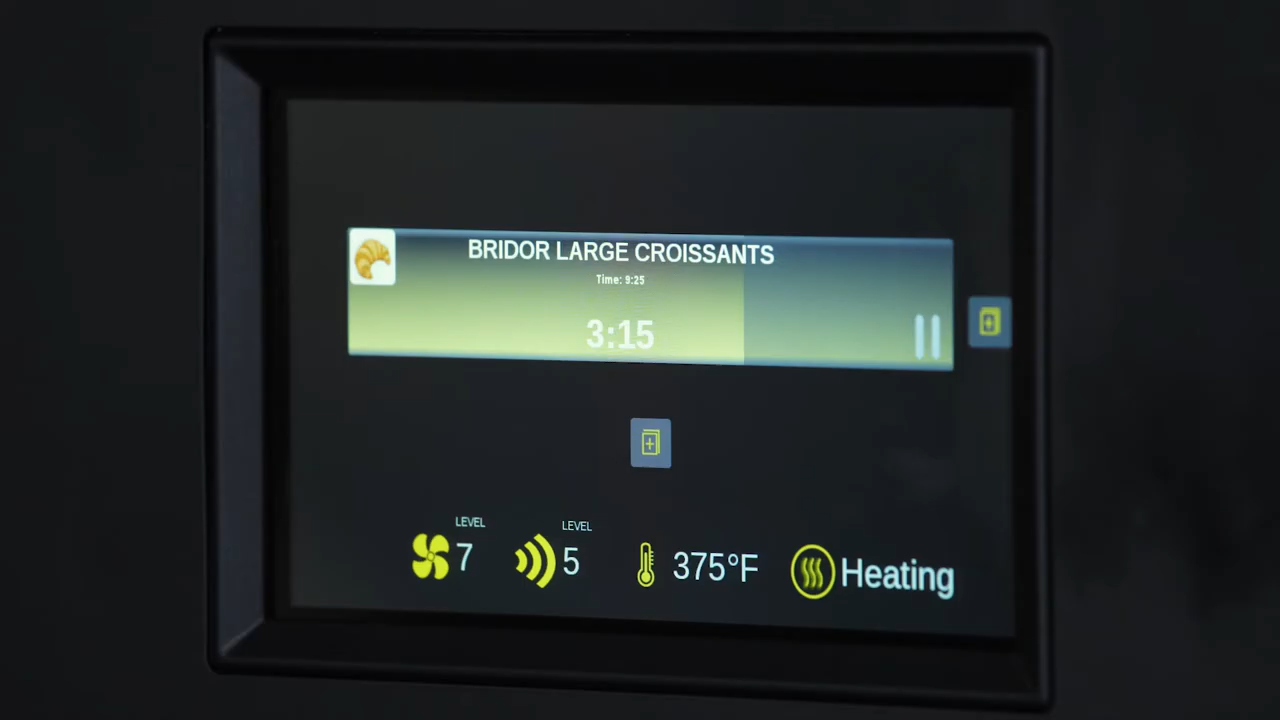 BRIDOR LARGE CROISSANTS
Time: 9:25
3:15
LEVEL
7
LEVEL
5
375°F
Heating